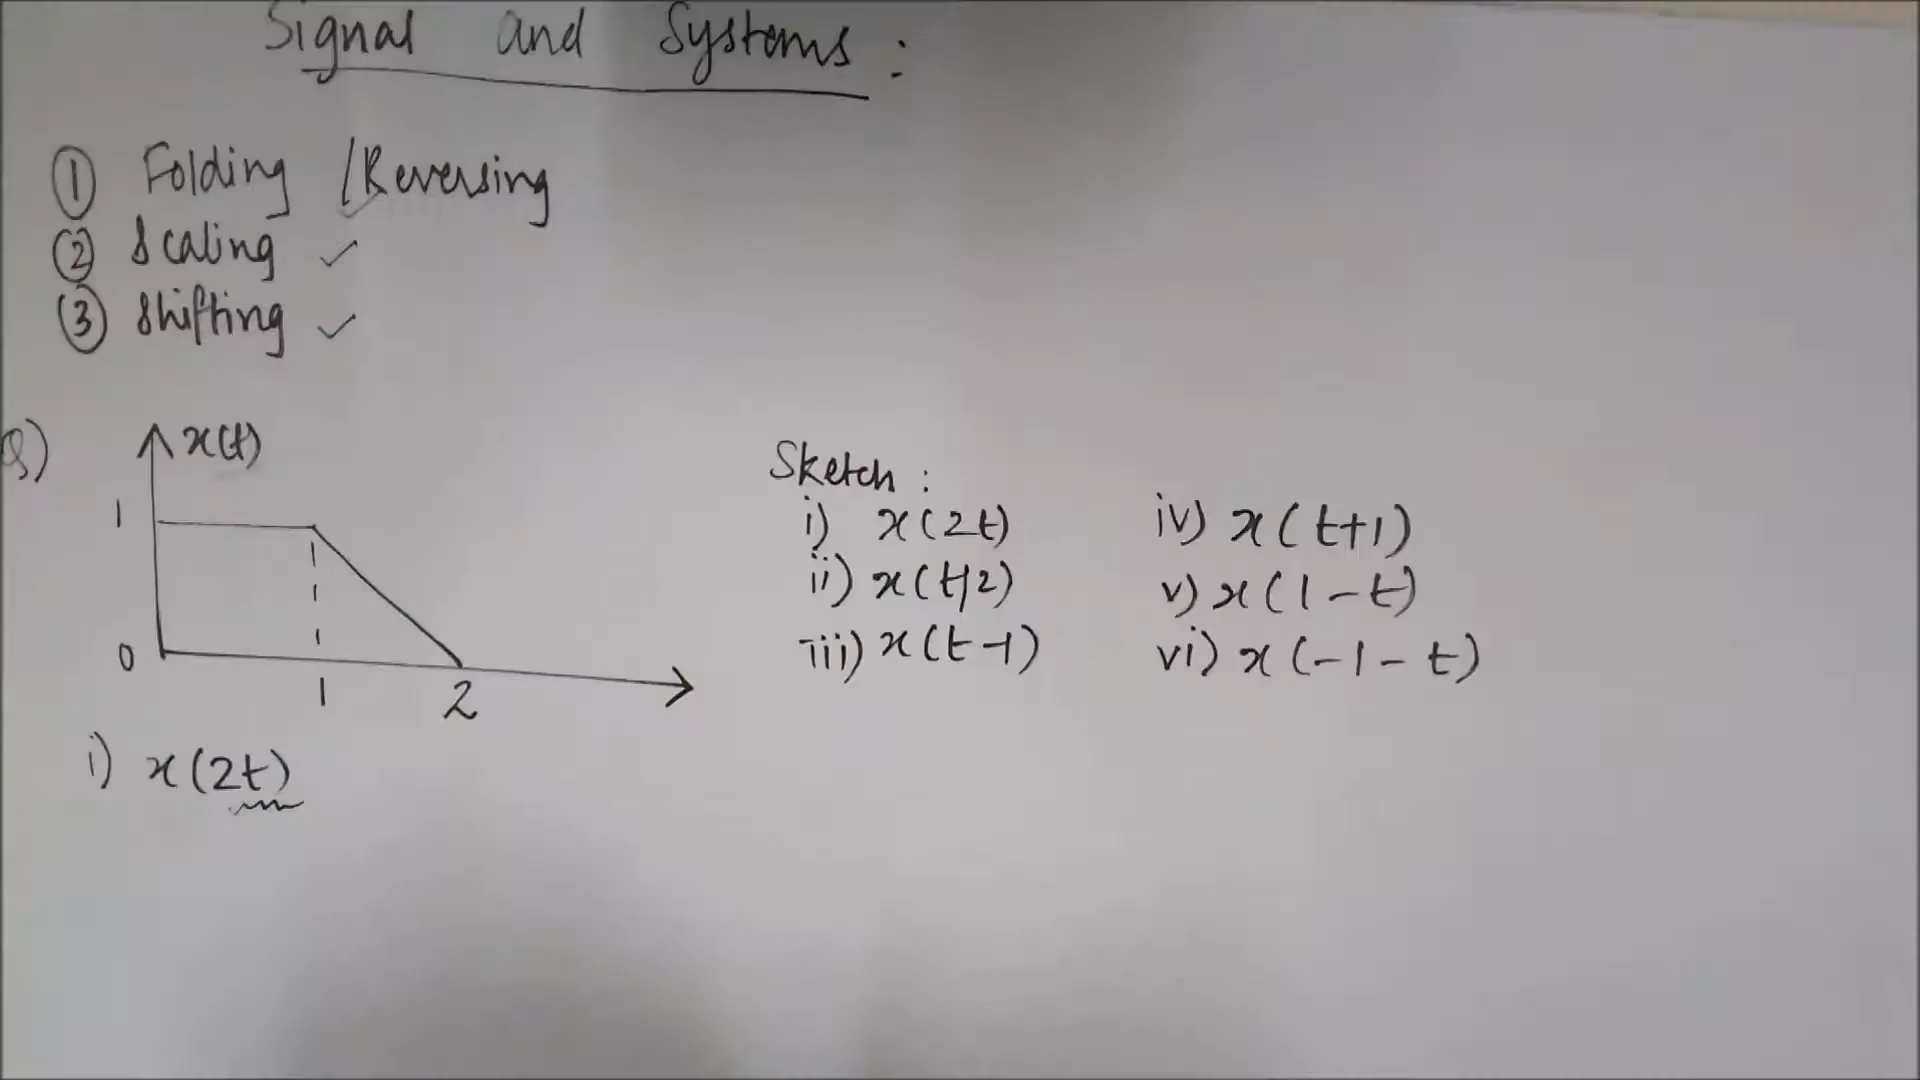 Signal and Systems :
① Folding / Reversing
② Scaling ✓
③ Shifting ✓
Q)
x(t)
1
0
1
2
Sketch :
i) x(2t)
ii) x(t/2)
iii) x(t-1)
iv) x(t+1)
v) x(1-t)
vi) x(-1-t)
i) x(2t)